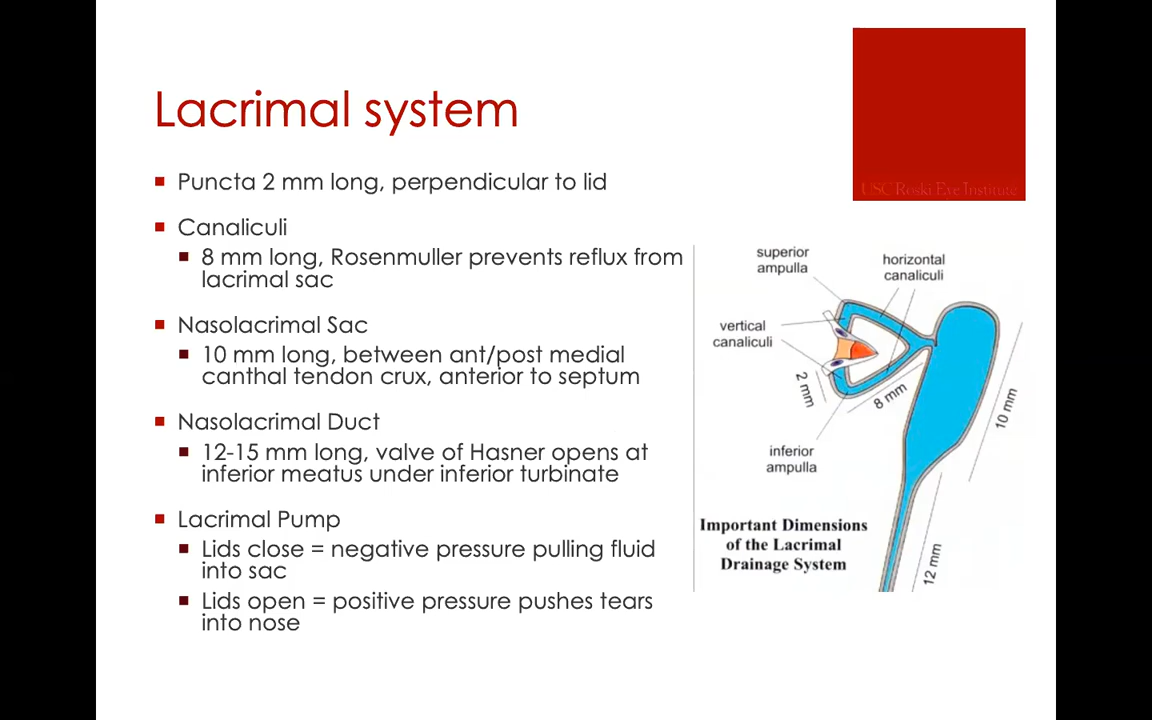 Lacrimal system
USC Roski Eye Institute
Puncta 2 mm long, perpendicular to lid
Canaliculi
8 mm long, Rosenmuller prevents reflux from
lacrimal sac
Nasolacrimal Sac
10 mm long, between ant/post medial
canthal tendon crux, anterior to septum
Nasolacrimal Duct
12-15 mm long, valve of Hasner opens at
inferior meatus under inferior turbinate
Lacrimal Pump
Lids close = negative pressure pulling fluid
into sac
Lids open = positive pressure pushes tears
into nose
superior
ampulla
horizontal
canaliculi
vertical
canaliculi
2 mm
8 mm
10 mm
inferior
ampulla
Important Dimensions
of the Lacrimal
Drainage System
12 mm